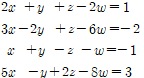 2x + y + z - 2w = 1
3x - 2y + z - 6w = -2
x + y - z - w = -1
5x - y + 2z - 8w = 3